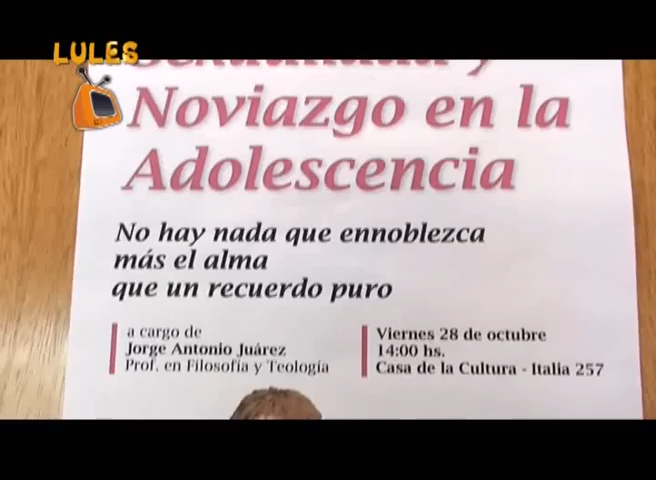 LULES
Sexualidad y
Noviazgo en la
Adolescencia
No hay nada que ennoblezca
más el alma
que un recuerdo puro
a cargo de
Jorge Antonio Juárez
Prof. en Filosofía y Teología
Viernes 28 de octubre
14:00 hs.
Casa de la Cultura - Italia 257